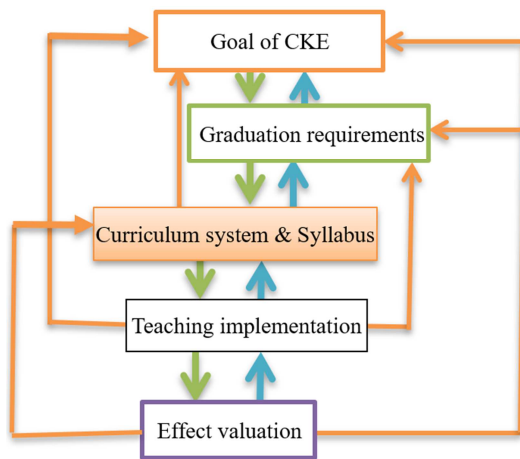 Goal of CKE
Graduation requirements
Curriculum system & Syllabus
Teaching implementation
Effect valuation